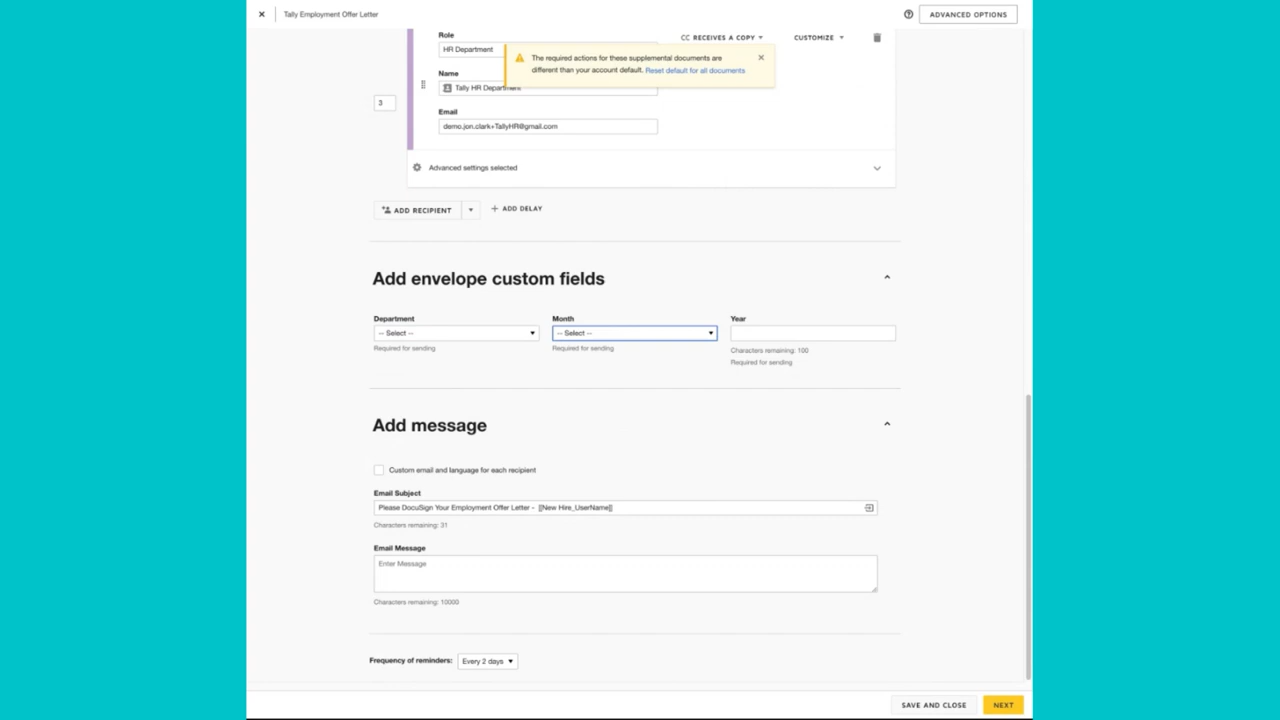 Tally Employment Offer Letter
ADVANCED OPTIONS
Role
CC RECEIVES A COPY
CUSTOMIZE
HR Department
The required actions for these supplemental documents are
different than your account default. Reset default for all documents
Name
Tally HR Department
3
Email
demo.jon.clark+TallyHR@gmail.com
Advanced settings selected
ADD RECIPIENT
+ ADD DELAY
Add envelope custom fields
Department
Month
Year
-- Select --
-- Select --
Required for sending
Required for sending
Characters remaining: 100
Required for sending
Add message
Custom email and language for each recipient
Email Subject
Please DocuSign Your Employment Offer Letter - [[New Hire_UserName]]
Characters remaining: 31
Email Message
Enter Message
Characters remaining: 10000
Frequency of reminders:
Every 2 days
SAVE AND CLOSE
NEXT